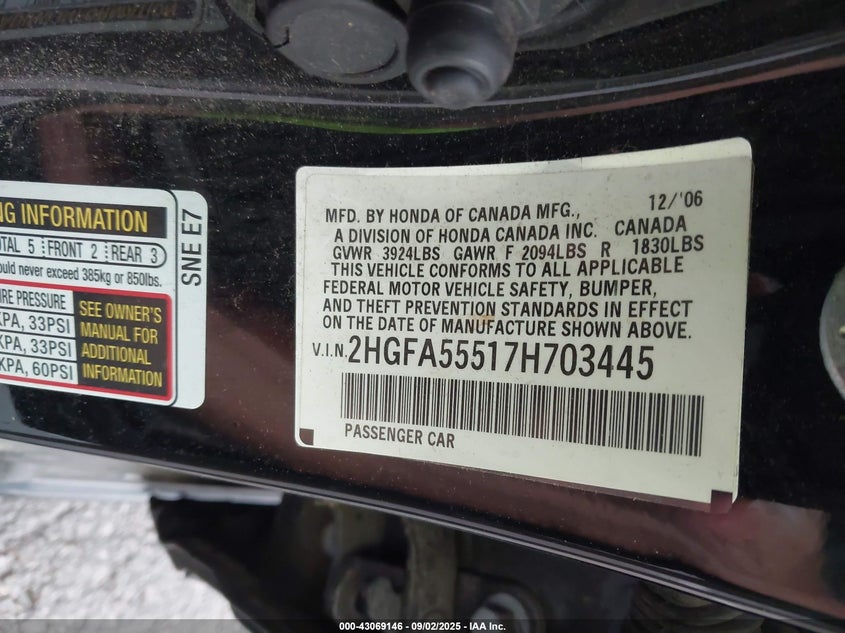 NG INFORMATION
OTAL 5 FRONT 2 REAR 3
ould never exceed 385kg or 850lbs.
IRE PRESSURE
KPA, 33PSI
KPA, 33PSI
KPA, 60PSI
SEE OWNER'S
MANUAL FOR
ADDITIONAL
INFORMATION
SNE E7
12/'06
MFD. BY HONDA OF CANADA MFG.,
A DIVISION OF HONDA CANADA INC. CANADA
GVWR 3924LBS GAWR F 2094LBS R 1830LBS
THIS VEHICLE CONFORMS TO ALL APPLICABLE
FEDERAL MOTOR VEHICLE SAFETY, BUMPER,
AND THEFT PREVENTION STANDARDS IN EFFECT
ON THE DATE OF MANUFACTURE SHOWN ABOVE.
V.I.N. 2HGFA55517H703445
PASSENGER CAR
000-43069146 - 09/02/2025 - IAA, Inc.